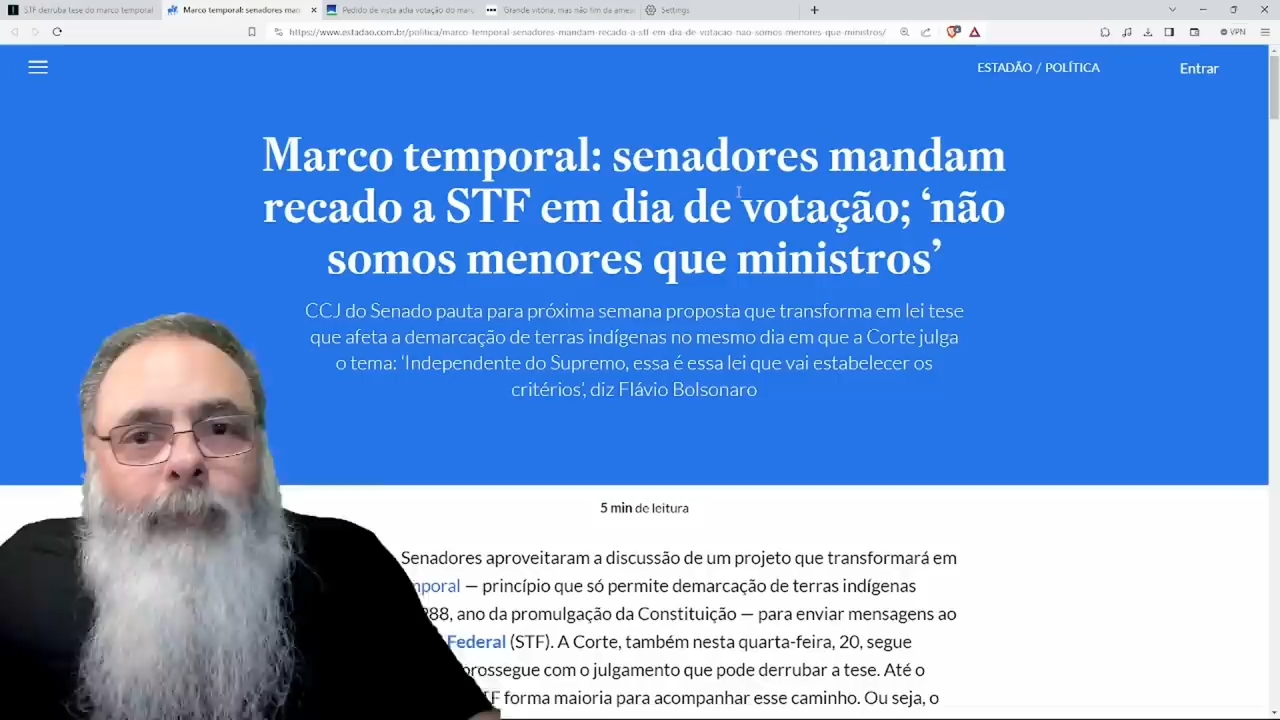 STF derruba tese do marco temporal
Marco temporal: senadores man
Pedido de vista adia votação do mar
Grande vitória, mas não fim da amea
Settings
https://www.estadao.com.br/politica/marco-temporal-senadores-mandam-recado-a-stf-em-dia-de-votacao-nao-somos-menores-que-ministros/
VPN
ESTADÃO / POLÍTICA
Entrar
Marco temporal: senadores mandam
recado a STF em dia de votação; ‘não
somos menores que ministros’
CCJ do Senado pauta para próxima semana proposta que transforma em lei tese
que afeta a demarcação de terras indígenas no mesmo dia em que a Corte julga
o tema: ‘Independente do Supremo, essa é essa lei que vai estabelecer os
critérios’, diz Flávio Bolsonaro
5 min de leitura
Senadores aproveitaram a discussão de um projeto que transformará em
mporal — princípio que só permite demarcação de terras indígenas
88, ano da promulgação da Constituição — para enviar mensagens ao
Federal (STF). A Corte, também nesta quarta-feira, 20, segue
prossegue com o julgamento que pode derrubar a tese. Até o
forma maioria para acompanhar esse caminho. Ou seja, o